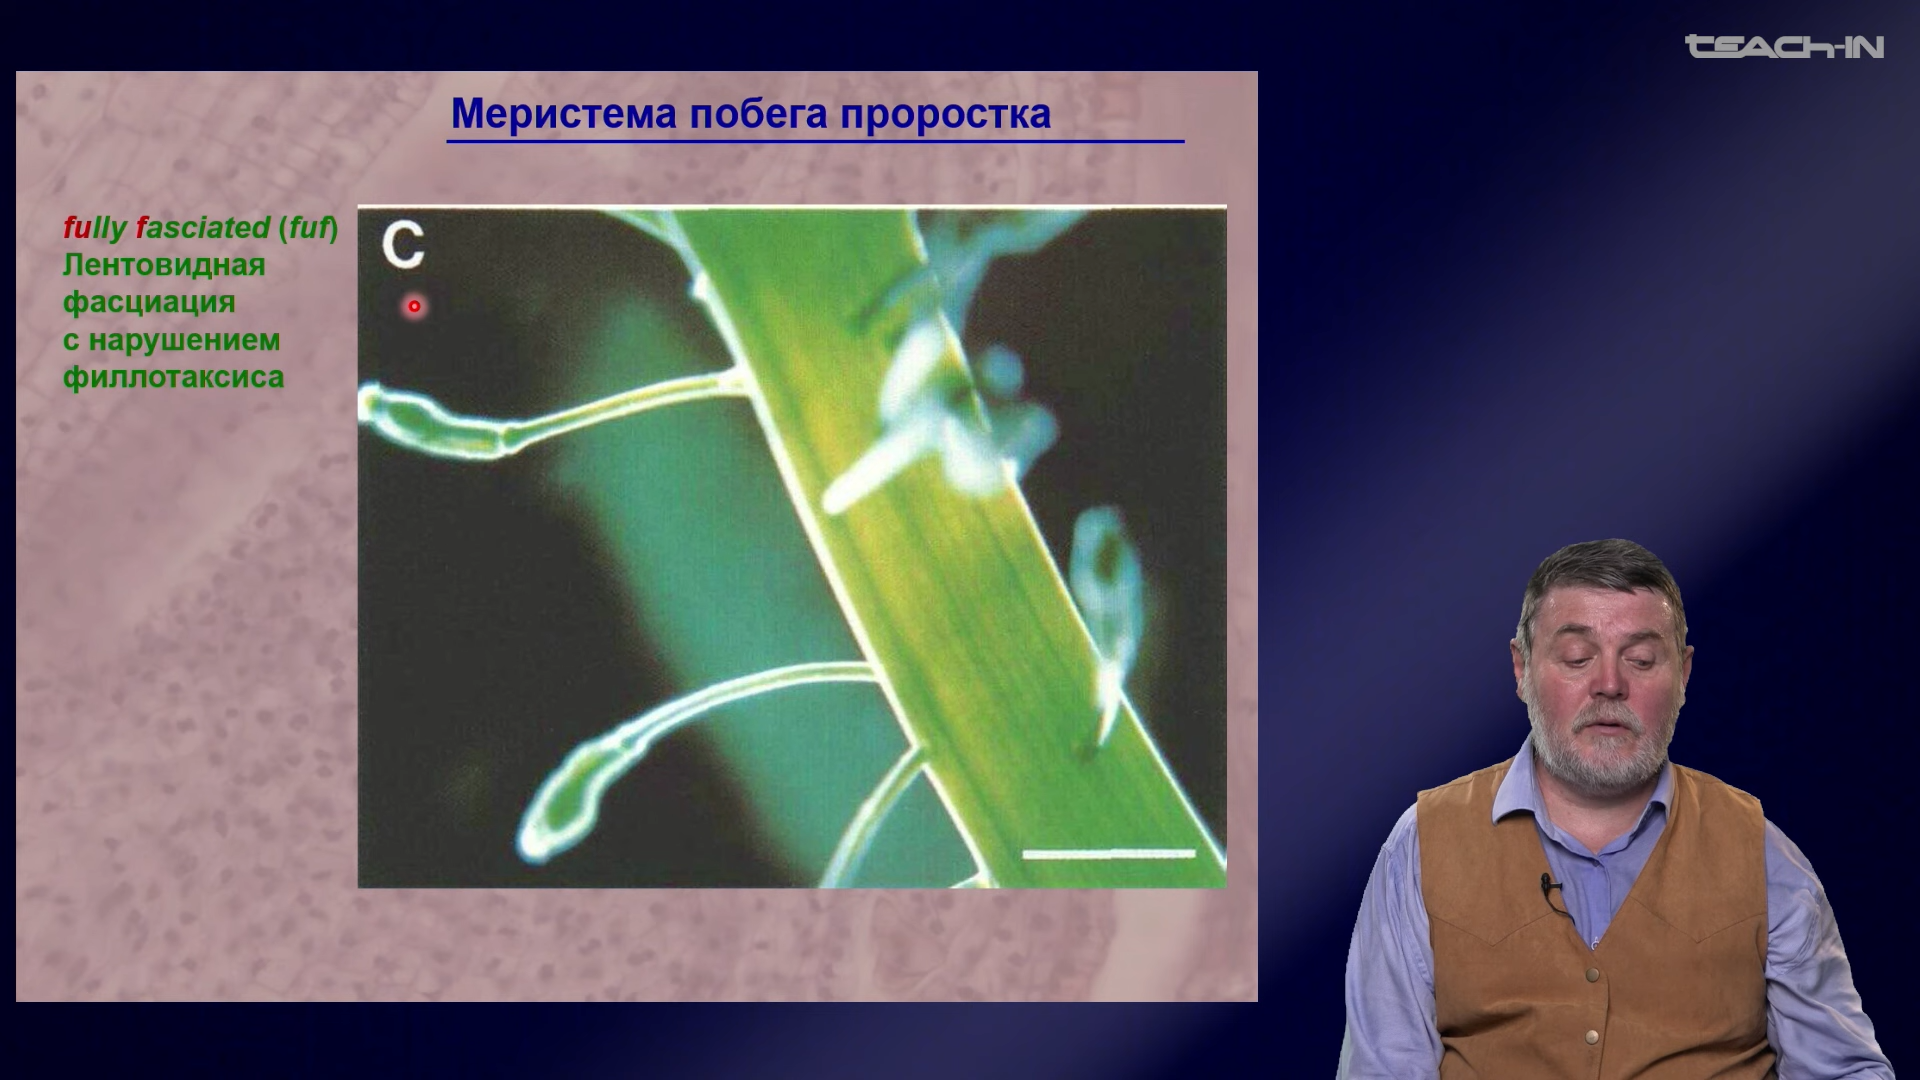 TEACH-IN
Меристема побега проростка
fully fasciated (fuf)
Лентовидная
фасциация
с нарушением
филлотаксиса
C